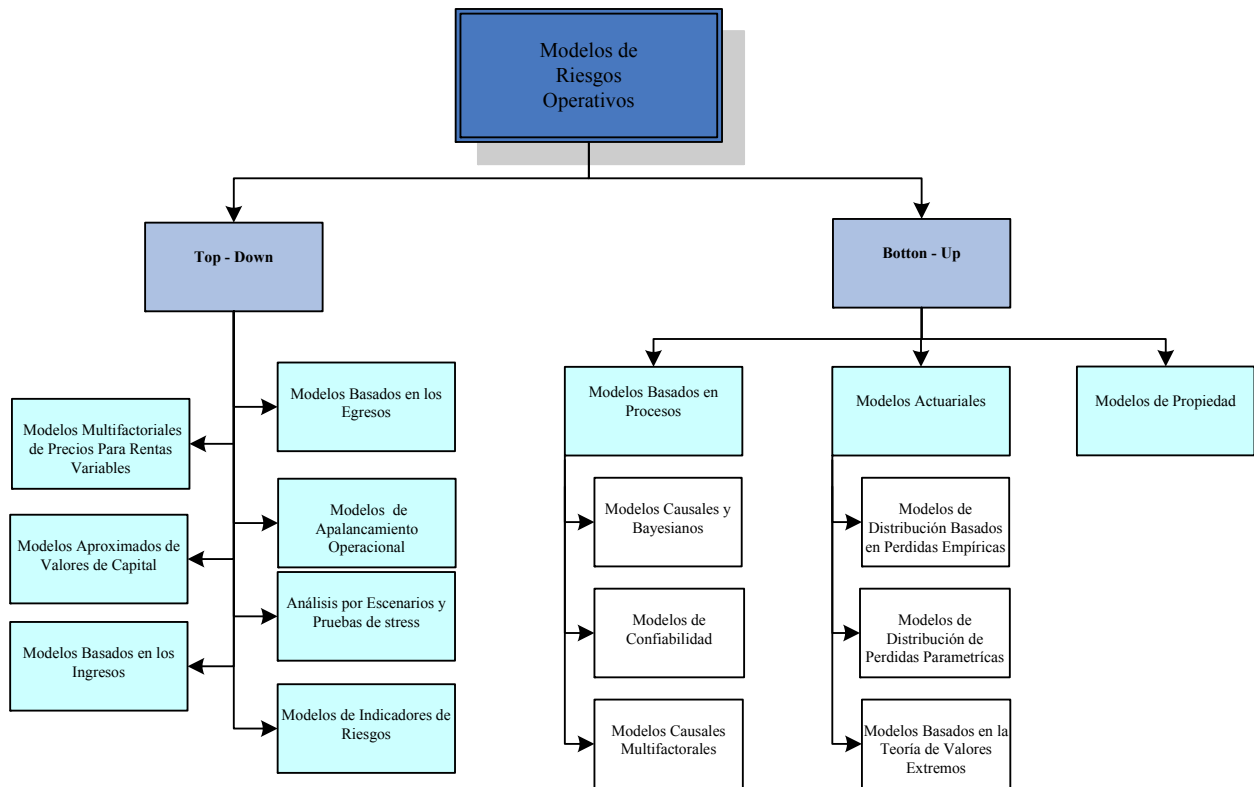 Modelos de
Riesgos
Operativos
Top - Down
Botton - Up
Modelos Basados en los
Egresos
Modelos Multifactoriales
de Precios Para Rentas
Variables
Modelos de
Apalancamiento
Operacional
Modelos Aproximados de
Valores de Capital
Análisis por Escenarios y
Pruebas de stress
Modelos Basados en los
Ingresos
Modelos de Indicadores de
Riesgos
Modelos Basados en
Procesos
Modelos Causales y
Bayesianos
Modelos de
Confiabilidad
Modelos Causales
Multifactorales
Modelos Actuariales
Modelos de
Distribución Basados
en Perdidas Empíricas
Modelos de
Distribución de
Perdidas Parametrícas
Modelos Basados en la
Teoría de Valores
Extremos
Modelos de Propiedad